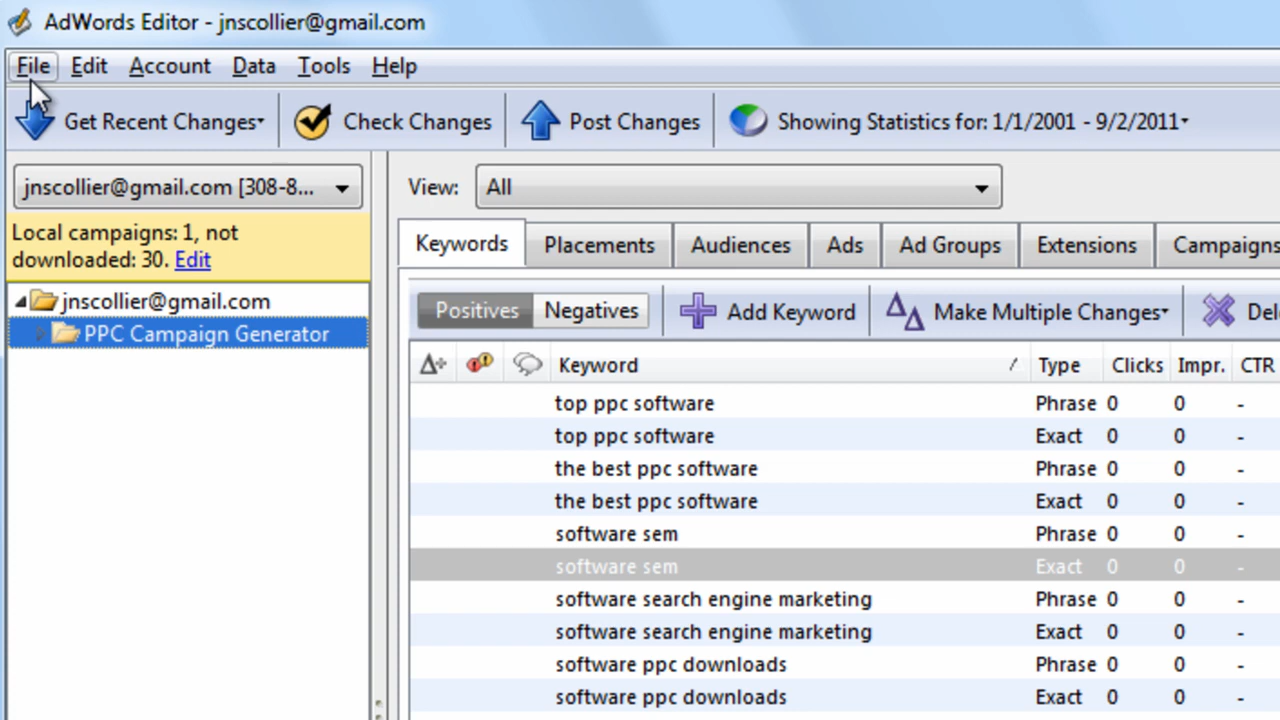 AdWords Editor - jnscollier@gmail.com
File Edit Account Data Tools Help
Get Recent Changes Check Changes Post Changes Showing Statistics for: 1/1/2001 - 9/2/2011
jnscollier@gmail.com [308-8... View: All
Local campaigns: 1, not
downloaded: 30. Edit
Keywords Placements Audiences Ads Ad Groups Extensions Campaigns
jnscollier@gmail.com
PPC Campaign Generator
Positives Negatives Add Keyword Make Multiple Changes Del
Keyword Type Clicks Impr. CTR
top ppc software Phrase 0 0 -
top ppc software Exact 0 0 -
the best ppc software Phrase 0 0 -
the best ppc software Exact 0 0 -
software sem Phrase 0 0 -
software sem Exact 0 0 -
software search engine marketing Phrase 0 0 -
software search engine marketing Exact 0 0 -
software ppc downloads Phrase 0 0 -
software ppc downloads Exact 0 0 -